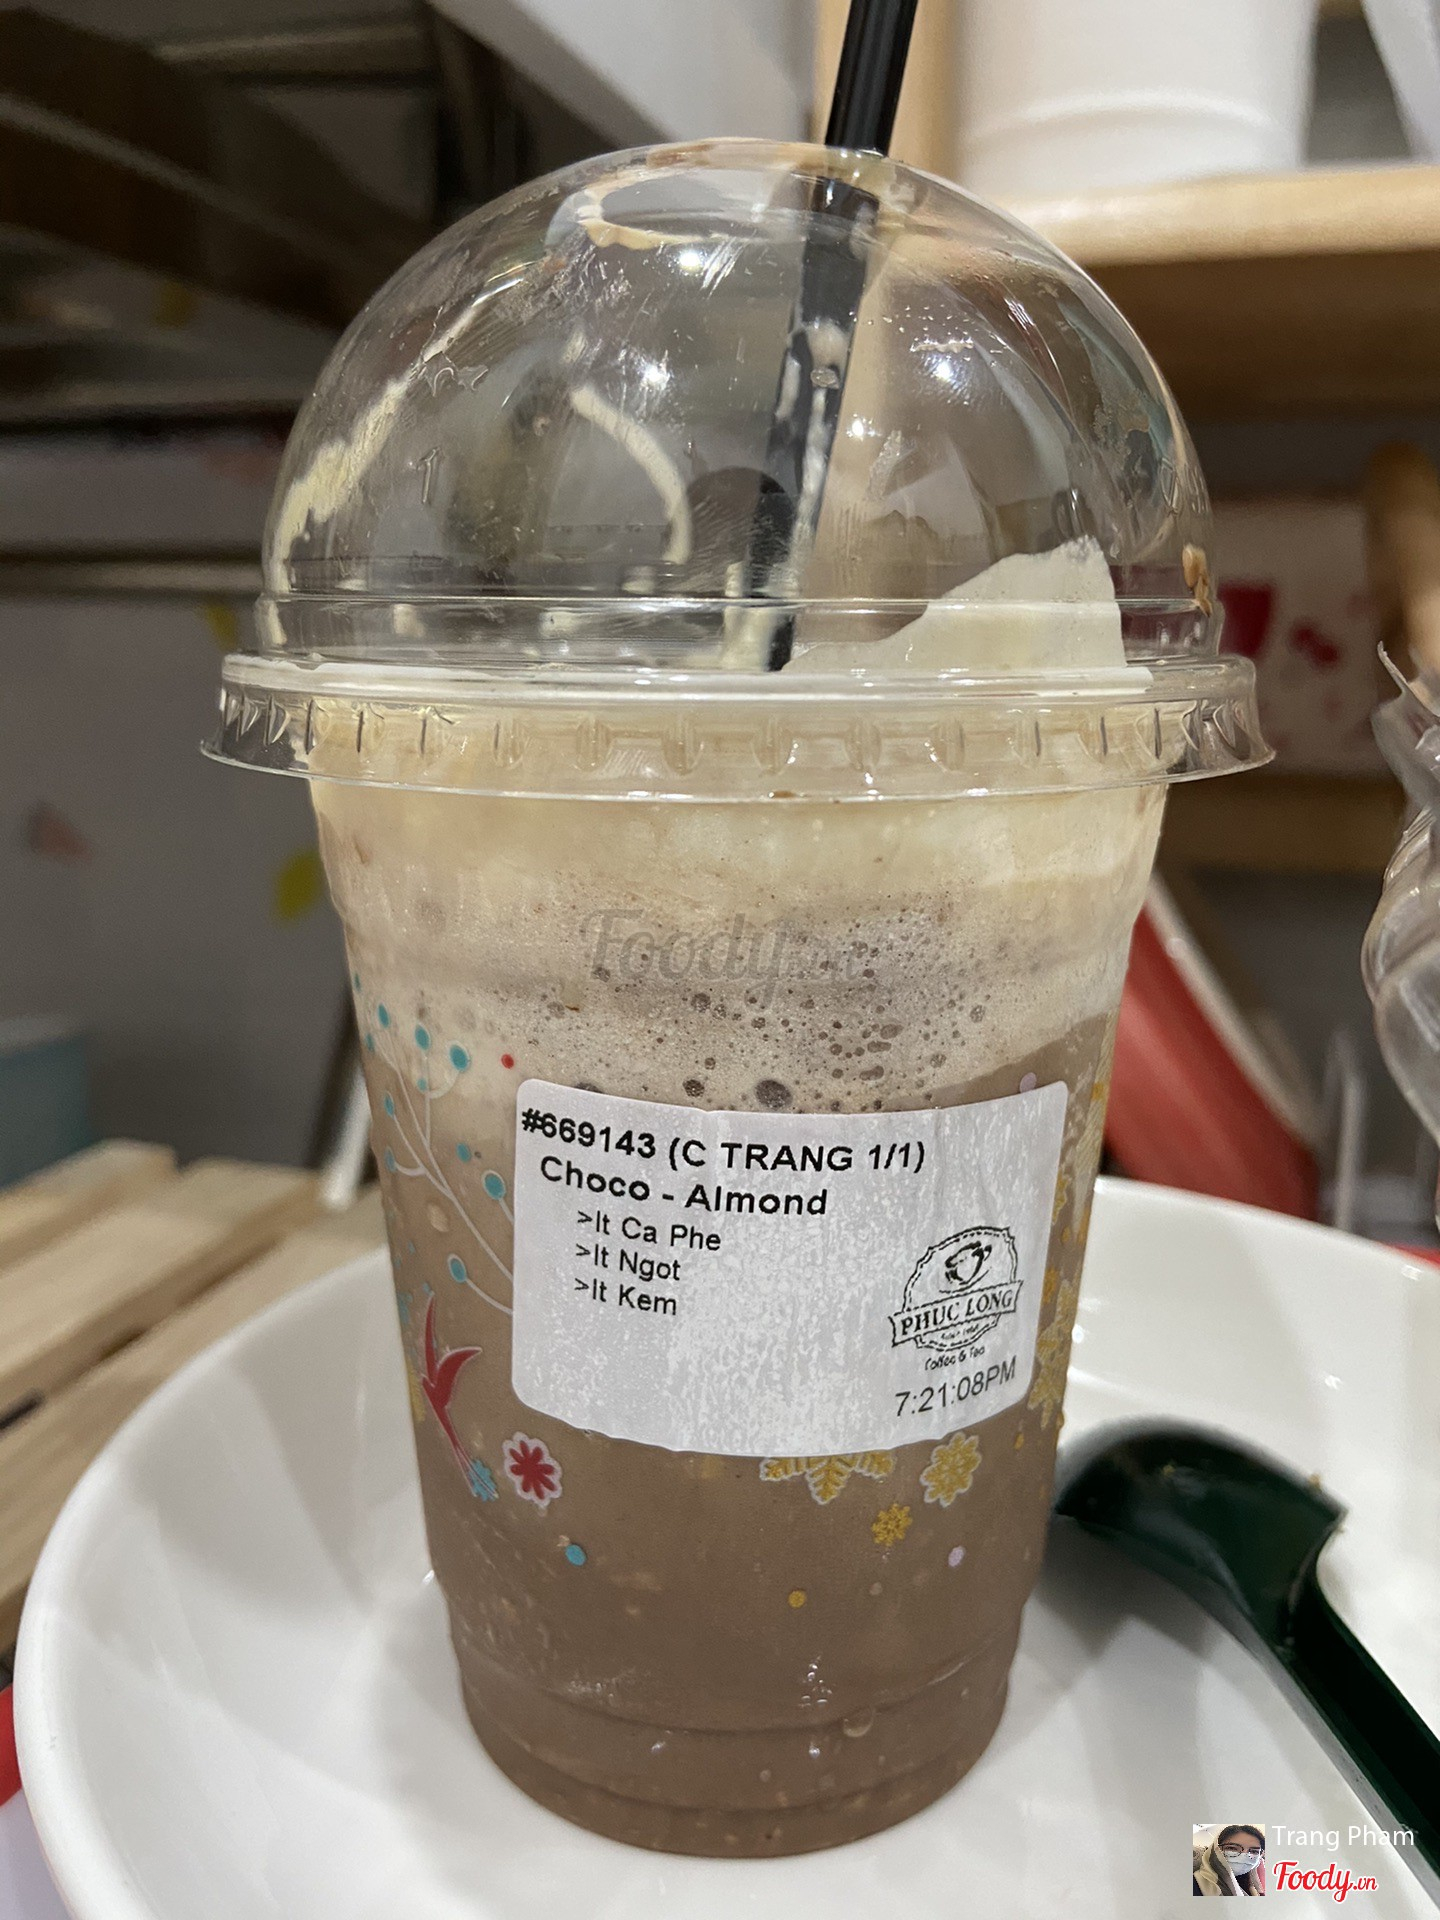 Foody
#669143 (C TRANG 1/1)
Choco - Almond
>It Ca Phe
>It Ngot
>It Kem
PHUC LONG
Coffee & Tea
7:21:08PM
Trang Pham
Foody.vn